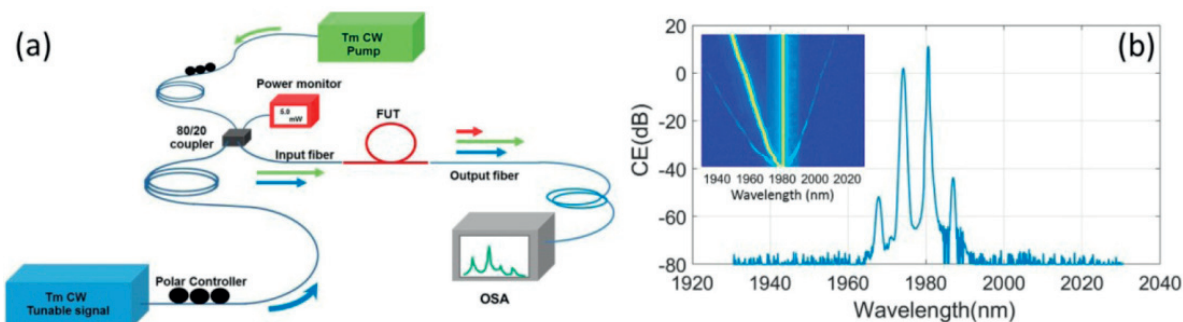 (a)
Tm CW
Pump
Power monitor
5.0
mW
FUT
80/20
coupler
Input fiber
Output fiber
Polar Controller
Tm CW
Tunable signal
OSA
(b)
CE(dB)
0
-20
-40
-60
-80
1940 1960 1980 2000 2020
Wavelength (nm)
1920 1940 1960 1980 2000 2020 2040
Wavelength(nm)